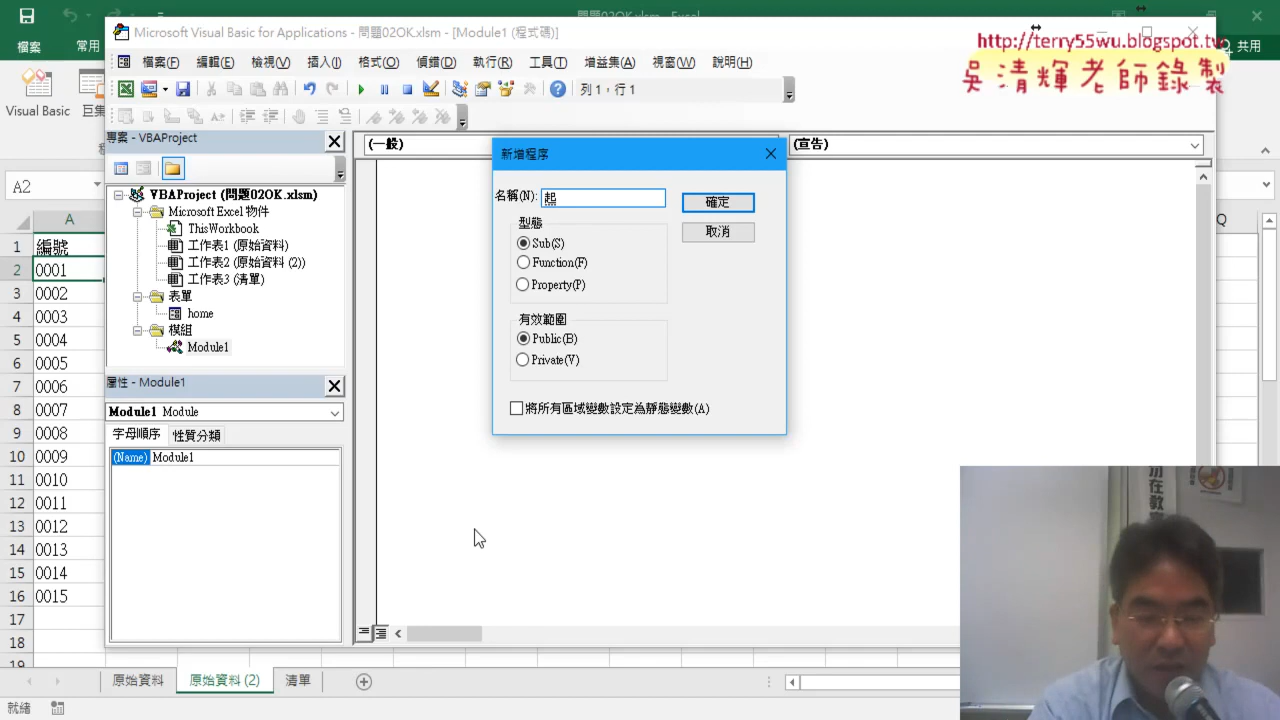 問題02OK.xlsm - Excel
檔案
常用
共用
Visual Basic
巨集
A2
Microsoft Visual Basic for Applications - 問題02OK.xlsm - [Module1 (程式碼)]
http://terry55wu.blogspot.tw
吳清輝老師錄製
檔案(F) 編輯(E) 檢視(V) 插入(I) 格式(O) 偵錯(D) 執行(R) 工具(T) 增益集(A) 視窗(W) 說明(H)
列 1，行 1
專案 - VBAProject
VBAProject (問題02OK.xlsm)
Microsoft Excel 物件
ThisWorkbook
工作表1 (原始資料)
工作表2 (原始資料 (2))
工作表3 (清單)
表單
home
模組
Module1
屬性 - Module1
Module1 Module
字母順序 性質分類
(Name) Module1
(一般)
(宣告)
新增程序
名稱(N): 起
確定
取消
型態
Sub(S)
Function(F)
Property(P)
有效範圍
Public(B)
Private(V)
將所有區域變數設定為靜態變數(A)
A
Q
1 編號
2 0001
3 0002
4 0003
5 0004
6 0005
7 0006
8 0007
9 0008
10 0009
11 0010
12 0011
13 0012
14 0013
15 0014
16 0015
17
18
19
原始資料 原始資料 (2) 清單
就緒